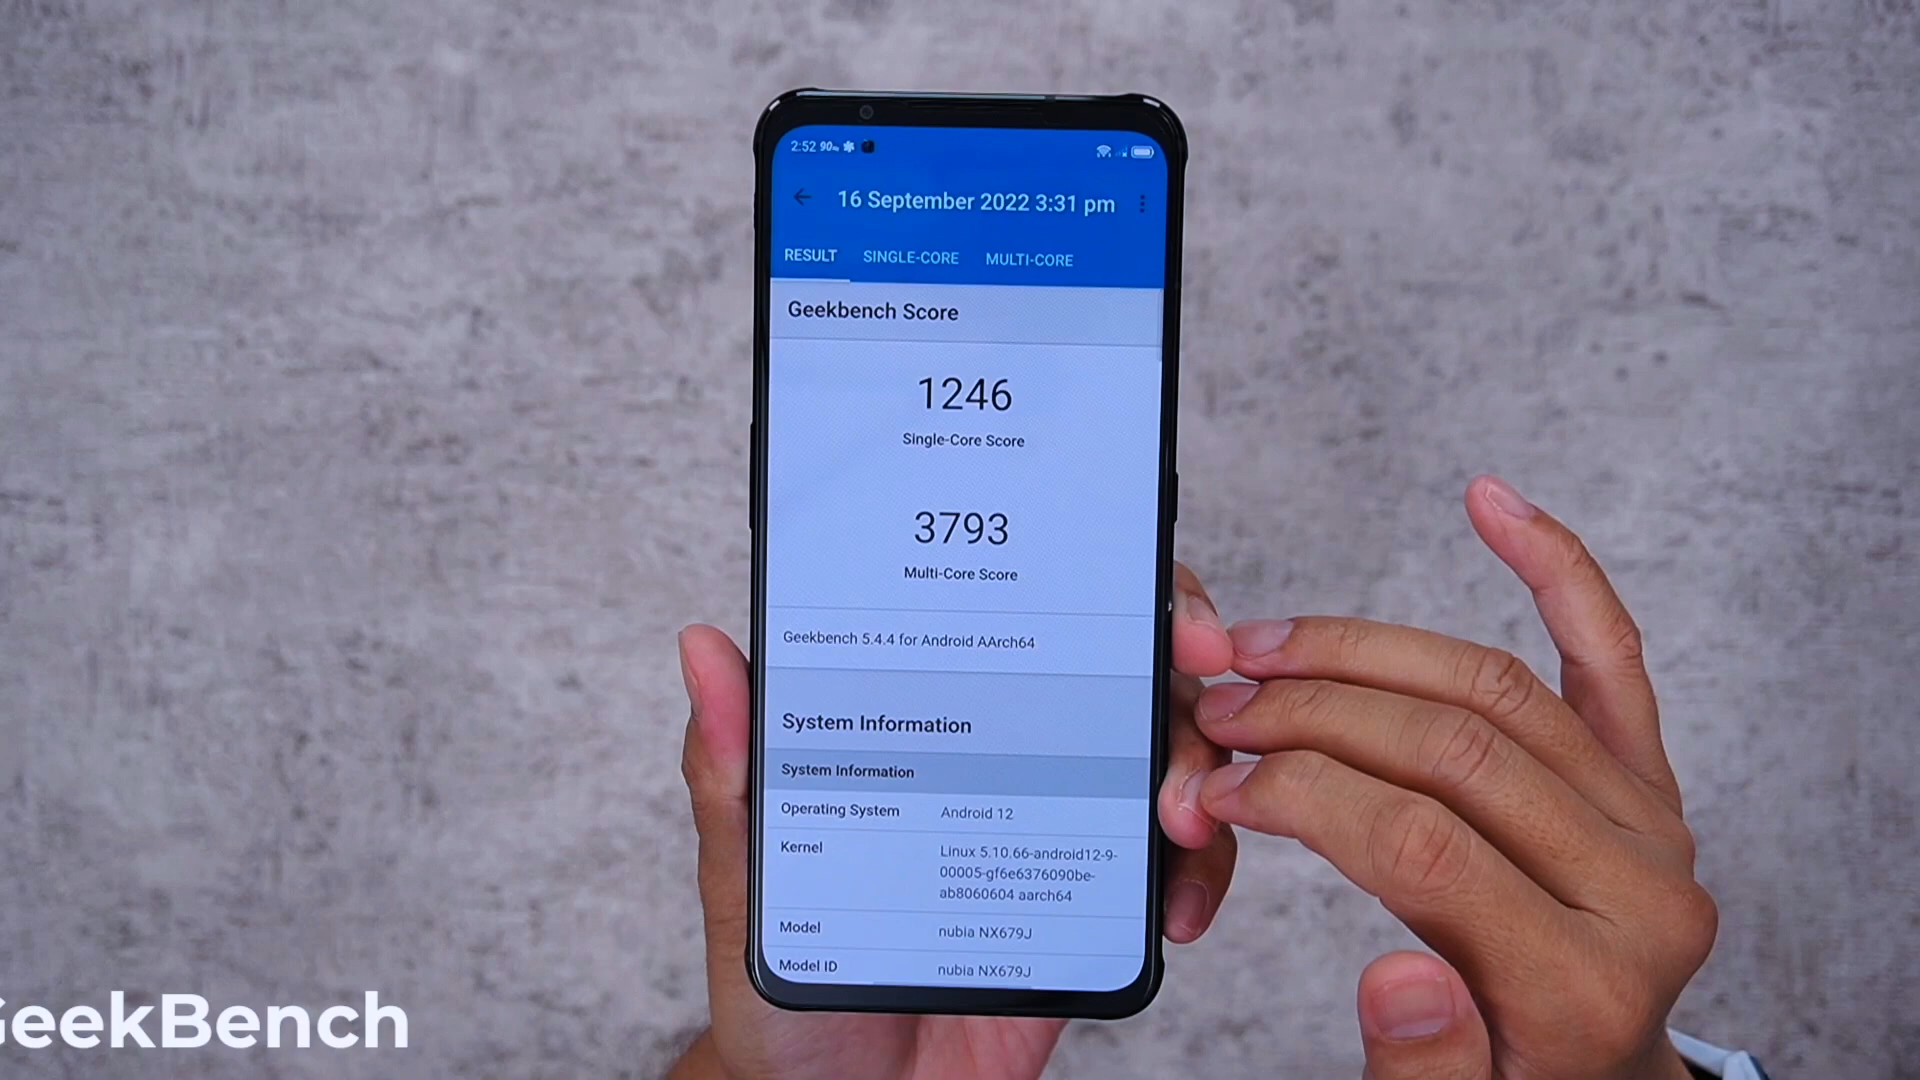 2:52 90%
16 September 2022 3:31 pm
RESULT SINGLE-CORE MULTI-CORE
Geekbench Score
1246
Single-Core Score
3793
Multi-Core Score
Geekbench 5.4.4 for Android AArch64
System Information
System Information
Operating System Android 12
Kernel Linux 5.10.66-android12-9-
00005-gf6e6376090be-
ab8060604 aarch64
Model nubia NX679J
Model ID nubia NX679J
GeekBench